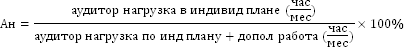 Ан = аудитор нагрузка в индивид плане (час/мес) / аудитор нагрузка по инд плану + допол работа (час/мес) × 100%